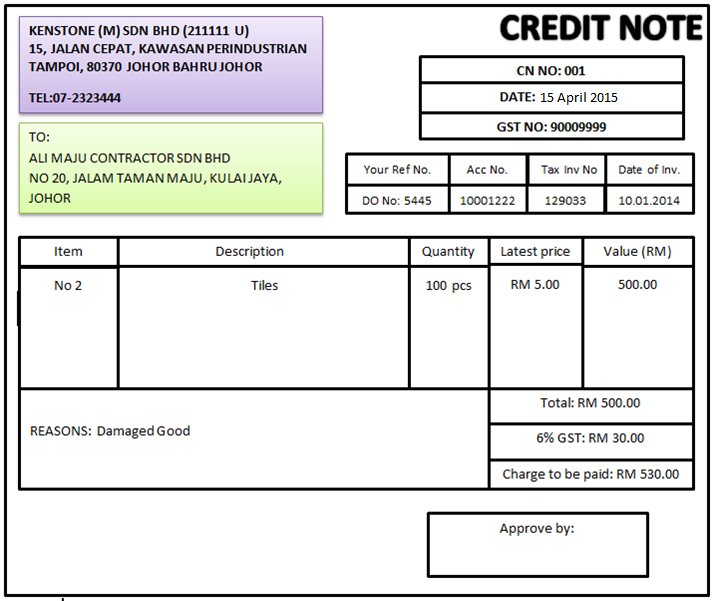 KENSTONE (M) SDN BHD (211111 U)
15, JALAN CEPAT, KAWASAN PERINDUSTRIAN
TAMPOI, 80370 JOHOR BAHRU JOHOR
TEL:07-2323444
CREDIT NOTE
CN NO: 001
DATE: 15 April 2015
GST NO: 90009999
TO:
ALI MAJU CONTRACTOR SDN BHD
NO 20, JALAM TAMAN MAJU, KULAI JAYA,
JOHOR
Your Ref No. Acc No. Tax Inv No Date of Inv.
DO No: 5445 10001222 129033 10.01.2014
Item Description Quantity Latest price Value (RM)
No 2 Tiles 100 pcs RM 5.00 500.00
REASONS: Damaged Good
Total: RM 500.00
6% GST: RM 30.00
Charge to be paid: RM 530.00
Approve by: